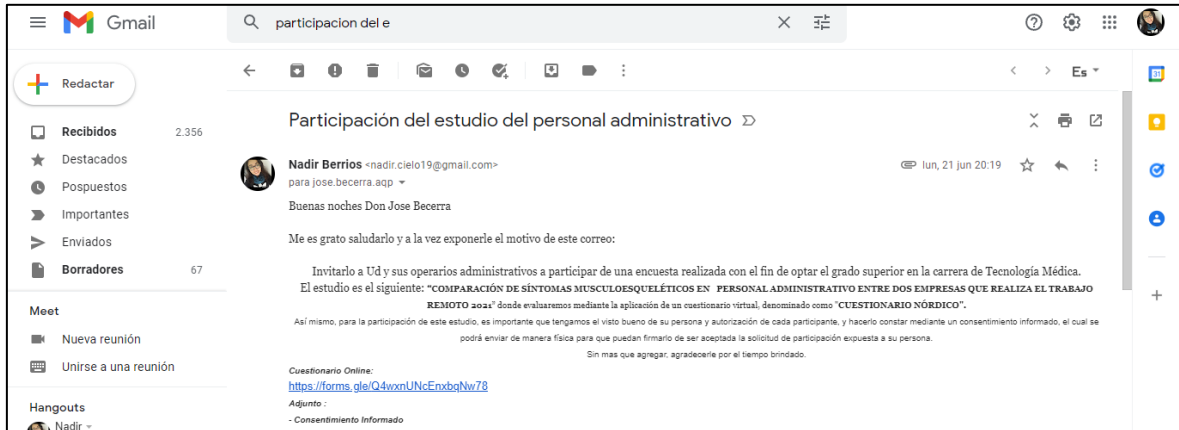 Gmail
participacion del e
Redactar
Es
Recibidos 2.356
Destacados
Pospuestos
Importantes
Enviados
Borradores 67
Meet
Nueva reunión
Unirse a una reunión
Hangouts
Nadir
Participación del estudio del personal administrativo
Nadir Berrios <nadir.cielo19@gmail.com>
lun, 21 jun 20:19
para jose.becerra.aqp
Buenas noches Don Jose Becerra
Me es grato saludarlo y a la vez exponerle el motivo de este correo:
Invitarlo a Ud y sus operarios administrativos a participar de una encuesta realizada con el fin de optar el grado superior en la carrera de Tecnología Médica.
El estudio es el siguiente: "COMPARACIÓN DE SÍNTOMAS MUSCULOESQUELÉTICOS EN PERSONAL ADMINISTRATIVO ENTRE DOS EMPRESAS QUE REALIZA EL TRABAJO
REMOTO 2021" donde evaluaremos mediante la aplicación de un cuestionario virtual, denominado como "CUESTIONARIO NÓRDICO".
Así mismo, para la participación de este estudio, es importante que tengamos el visto bueno de su persona y autorización de cada participante, y hacerlo constar mediante un consentimiento informado, el cual se
podrá enviar de manera física para que puedan firmarlo de ser aceptada la solicitud de participación expuesta a su persona.
Sin mas que agregar, agradecerle por el tiempo brindado.
Cuestionario Online:
https://forms.gle/Q4wxnUNcEnxbqNw78
Adjunto :
- Consentimiento Informado
31